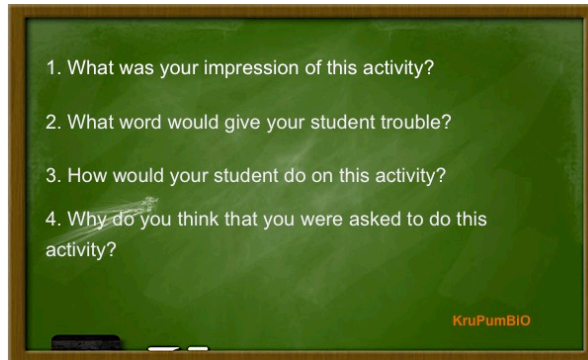 1. What was your impression of this activity?
2. What word would give your student trouble?
3. How would your student do on this activity?
4. Why do you think that you were asked to do this
activity?
KruPumBiO